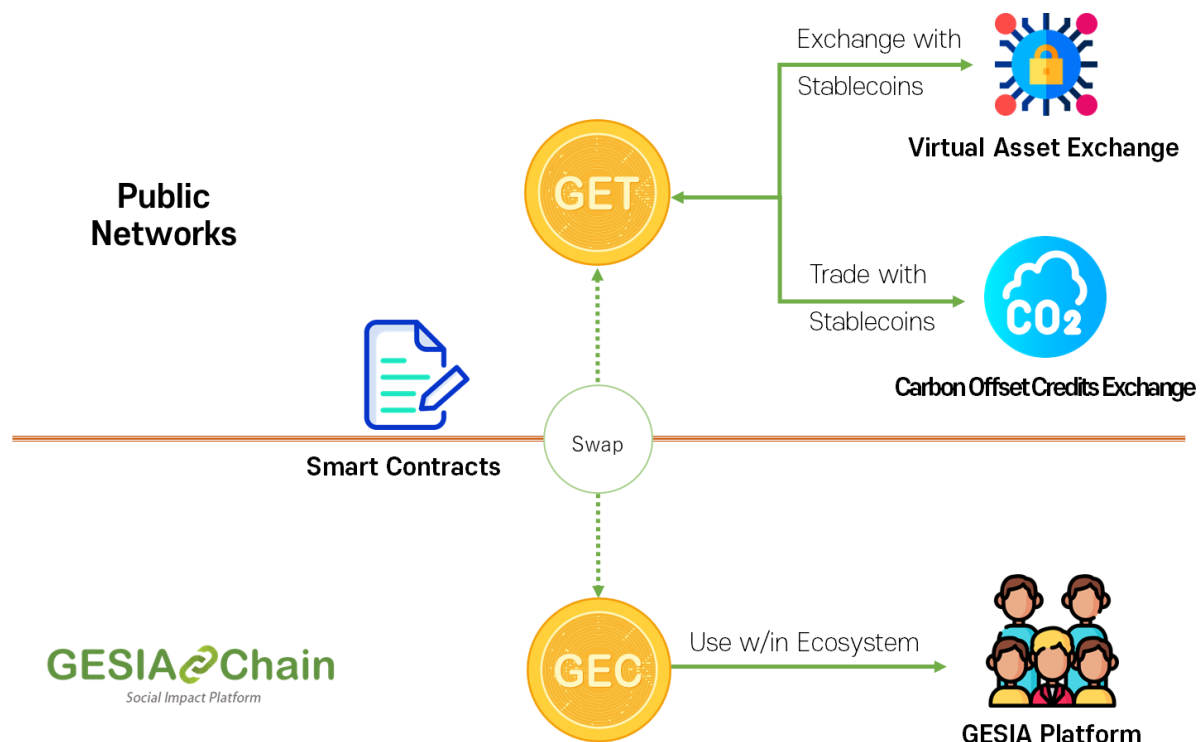 Exchange with
Stablecoins
Virtual Asset Exchange
Public
Networks
GET
Trade with
Stablecoins
CO2
Carbon Offset Credits Exchange
Smart Contracts
Swap
GESIA Chain
Social Impact Platform
GEC
Use w/in Ecosystem
GESIA Platform